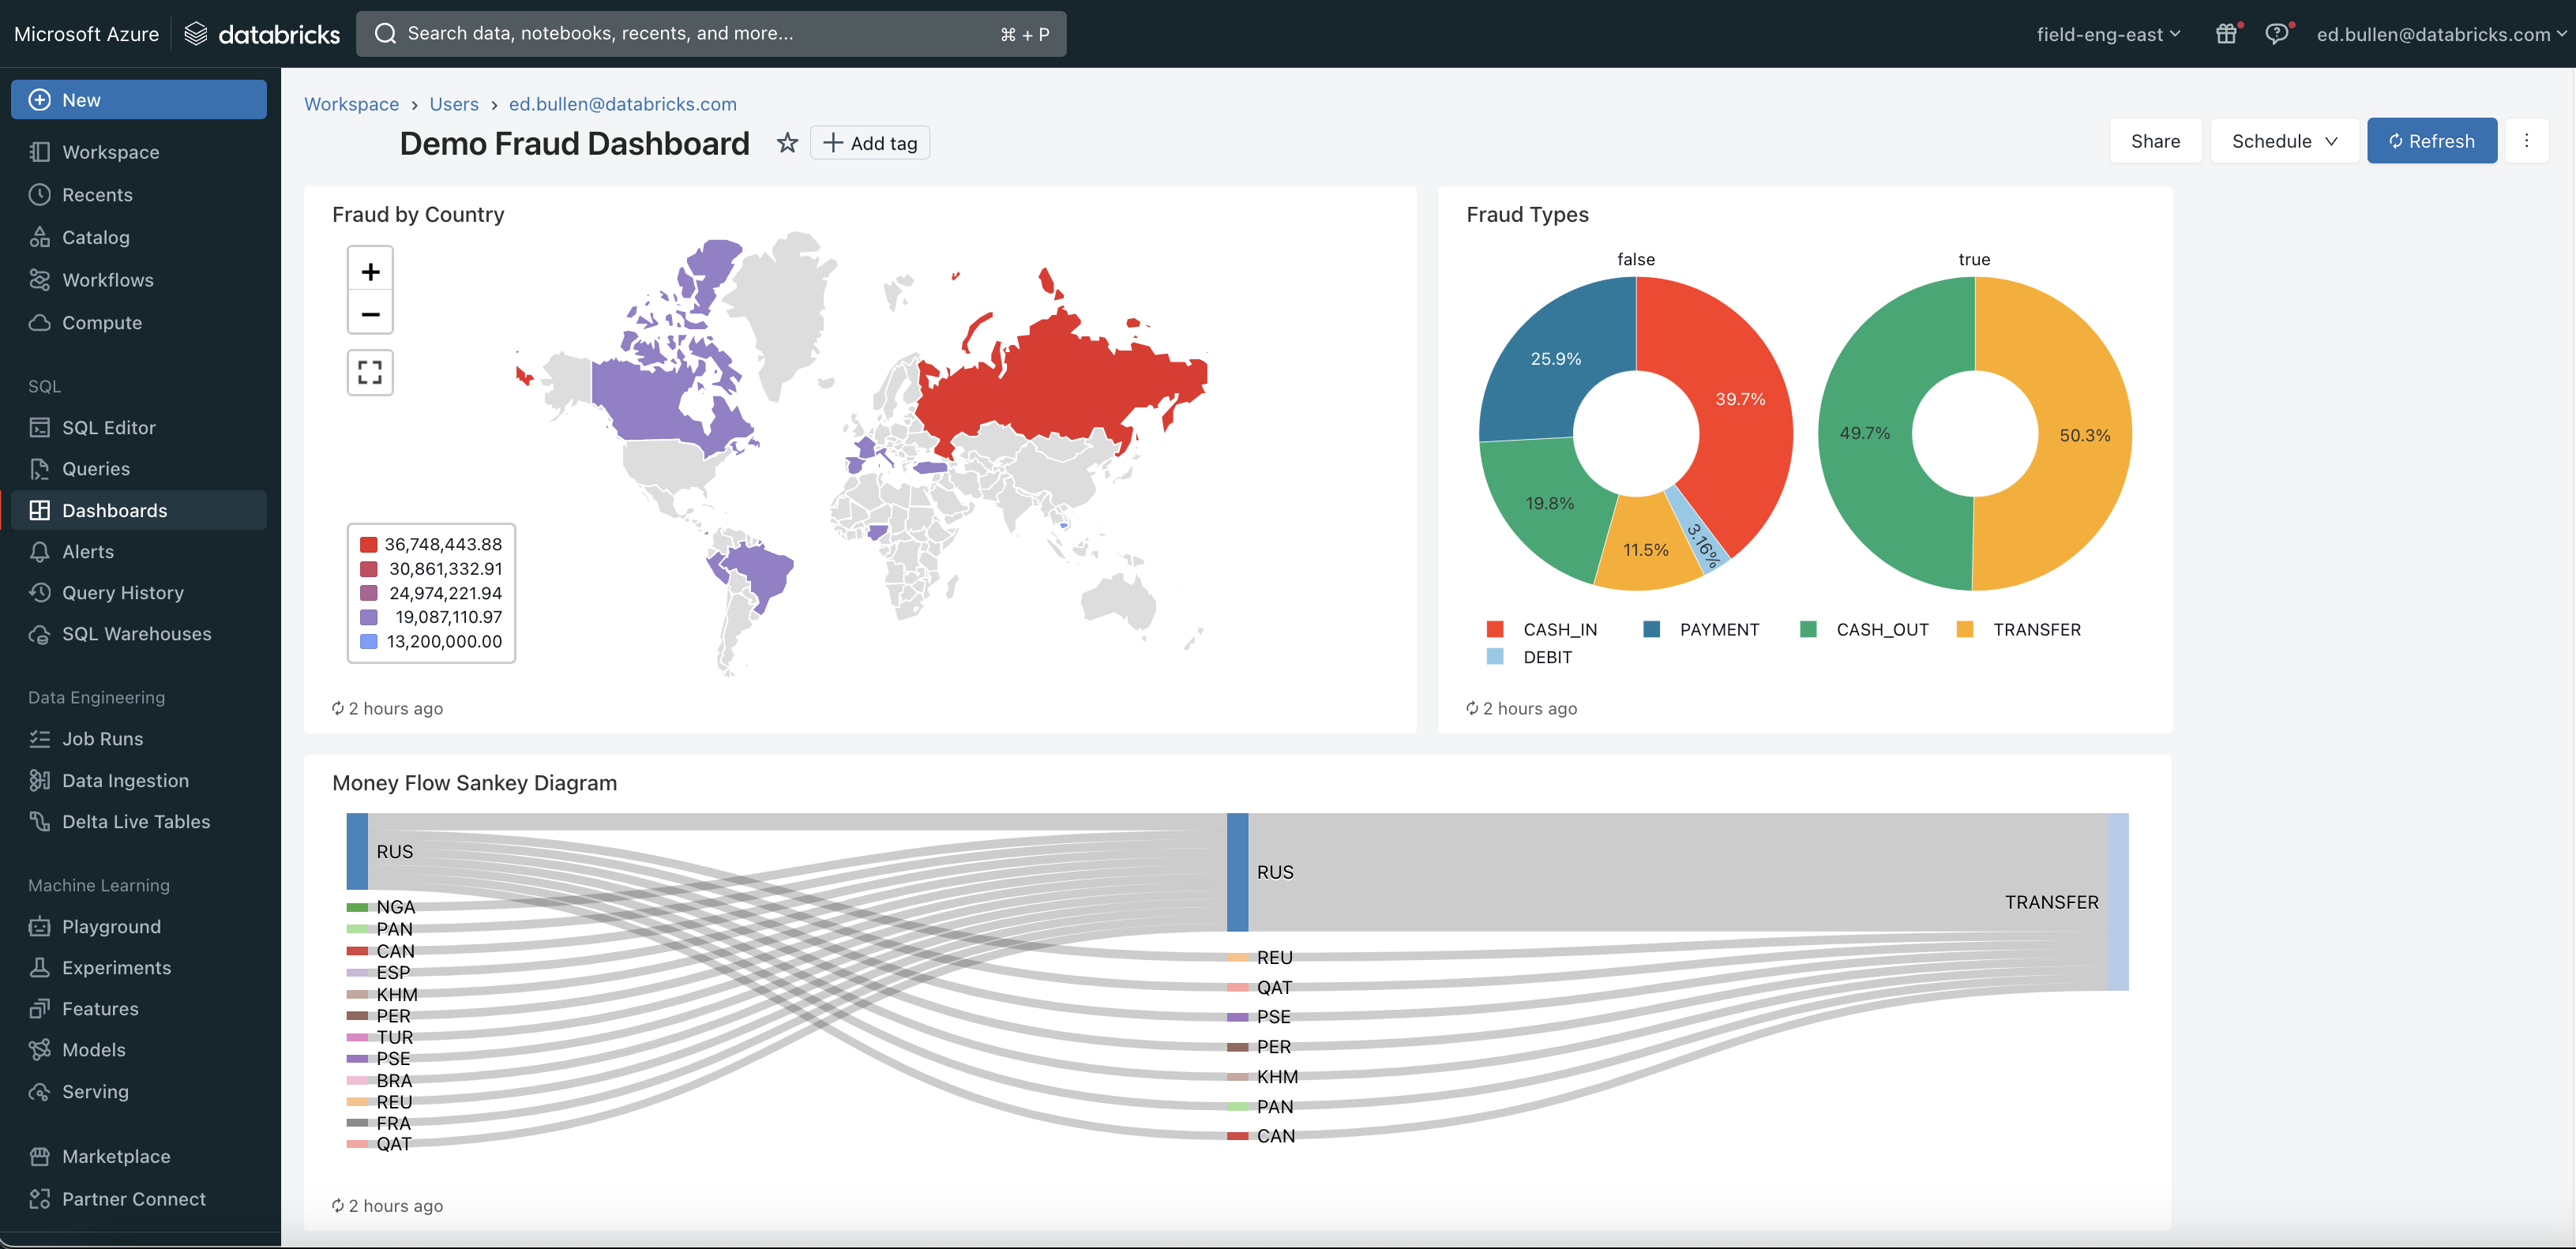 Microsoft Azure databricks Search data, notebooks, recents, and more... ⌘ + P field-eng-east ed.bullen@databricks.com
New
Workspace
Recents
Catalog
Workflows
Compute
SQL
SQL Editor
Queries
Dashboards
Alerts
Query History
SQL Warehouses
Data Engineering
Job Runs
Data Ingestion
Delta Live Tables
Machine Learning
Playground
Experiments
Features
Models
Serving
Marketplace
Partner Connect
Workspace > Users > ed.bullen@databricks.com
Demo Fraud Dashboard + Add tag
Share Schedule Refresh
Fraud by Country
+
−
36,748,443.88
30,861,332.91
24,974,221.94
19,087,110.97
13,200,000.00
2 hours ago
Fraud Types
false true
25.9%
39.7%
19.8%
11.5%
3.16%
49.7%
50.3%
CASH_IN PAYMENT CASH_OUT TRANSFER
DEBIT
2 hours ago
Money Flow Sankey Diagram
RUS
NGA
PAN
CAN
ESP
KHM
PER
TUR
PSE
BRA
REU
FRA
QAT
RUS
REU
QAT
PSE
PER
KHM
PAN
CAN
TRANSFER
2 hours ago